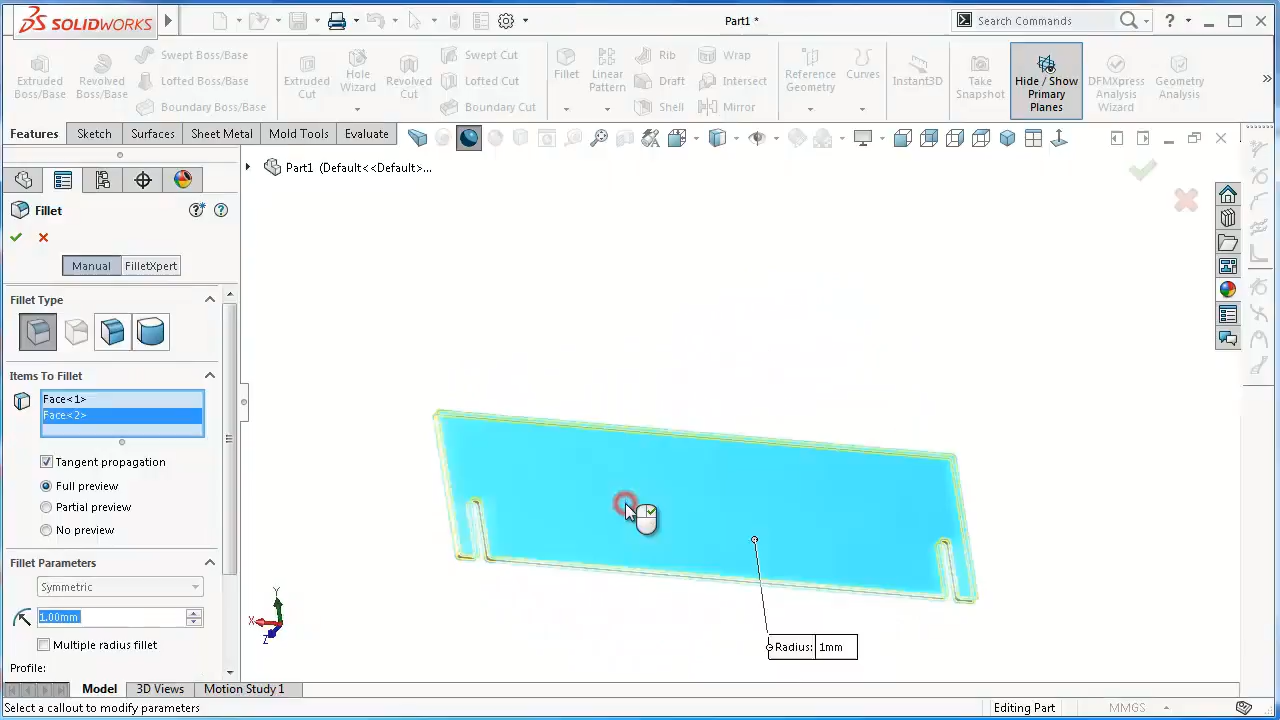 SOLIDWORKS
Part1 *
Search Commands
Extruded Boss/Base
Revolved Boss/Base
Swept Boss/Base
Lofted Boss/Base
Boundary Boss/Base
Extruded Cut
Hole Wizard
Revolved Cut
Swept Cut
Lofted Cut
Boundary Cut
Fillet
Linear Pattern
Rib
Draft
Shell
Wrap
Intersect
Mirror
Reference Geometry
Curves
Instant3D
Take Snapshot
Hide / Show Primary Planes
DFMXpress Analysis Wizard
Geometry Analysis
Features
Sketch
Surfaces
Sheet Metal
Mold Tools
Evaluate
Part1 (Default<<Default>...
Fillet
Manual
FilletXpert
Fillet Type
Items To Fillet
Face<1>
Face<2>
Tangent propagation
Full preview
Partial preview
No preview
Fillet Parameters
Symmetric
1.00mm
Multiple radius fillet
Profile:
Radius: 1mm
Y
X
Z
Model
3D Views
Motion Study 1
Select a callout to modify parameters
Editing Part
MMGS